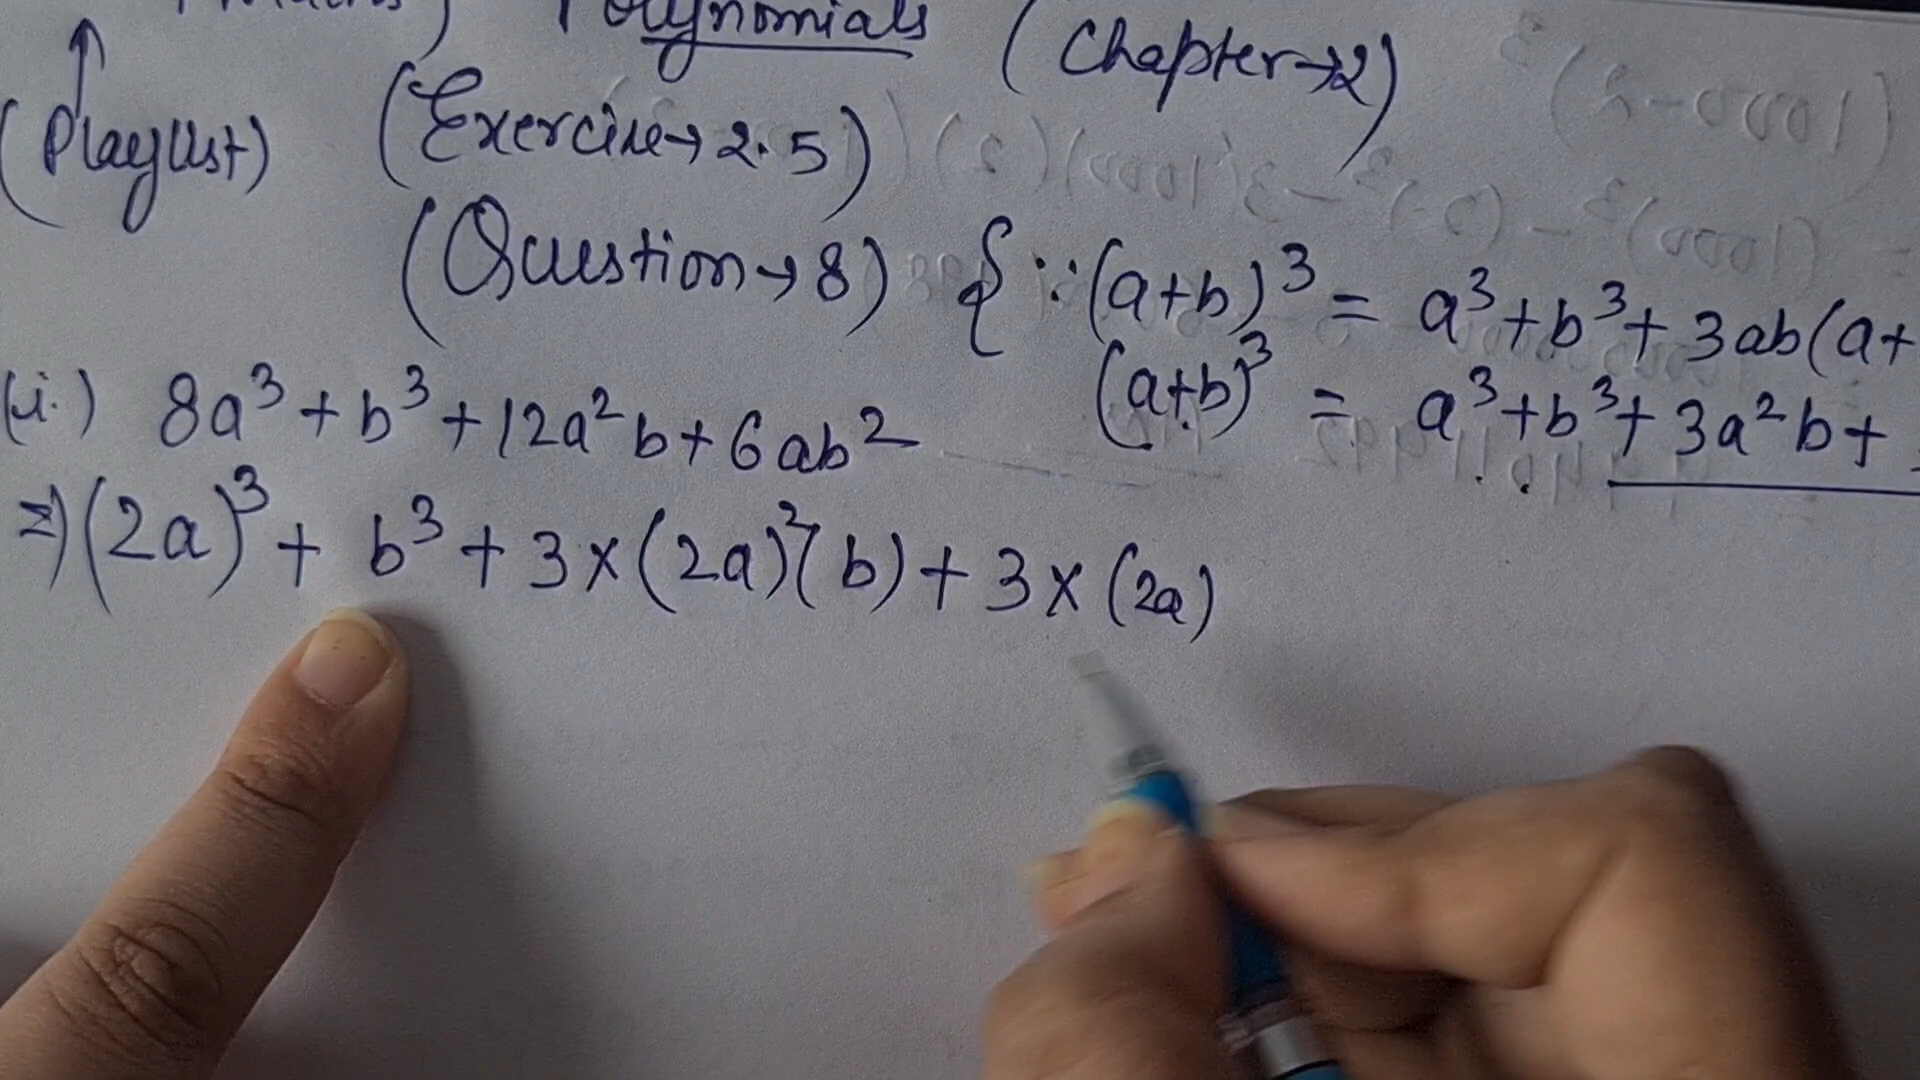 Polynomials (Chapter→2)
(Playlist) (Exercise→2.5)
(Question→8) { ∵ (a+b)³ = a³+b³+3ab(a+
(a+b)³ = a³+b³+3a²b+
(i.) 8a³+b³+12a²b+6ab²
⇒(2a)³+b³+3×(2a)²(b)+3×(2a)